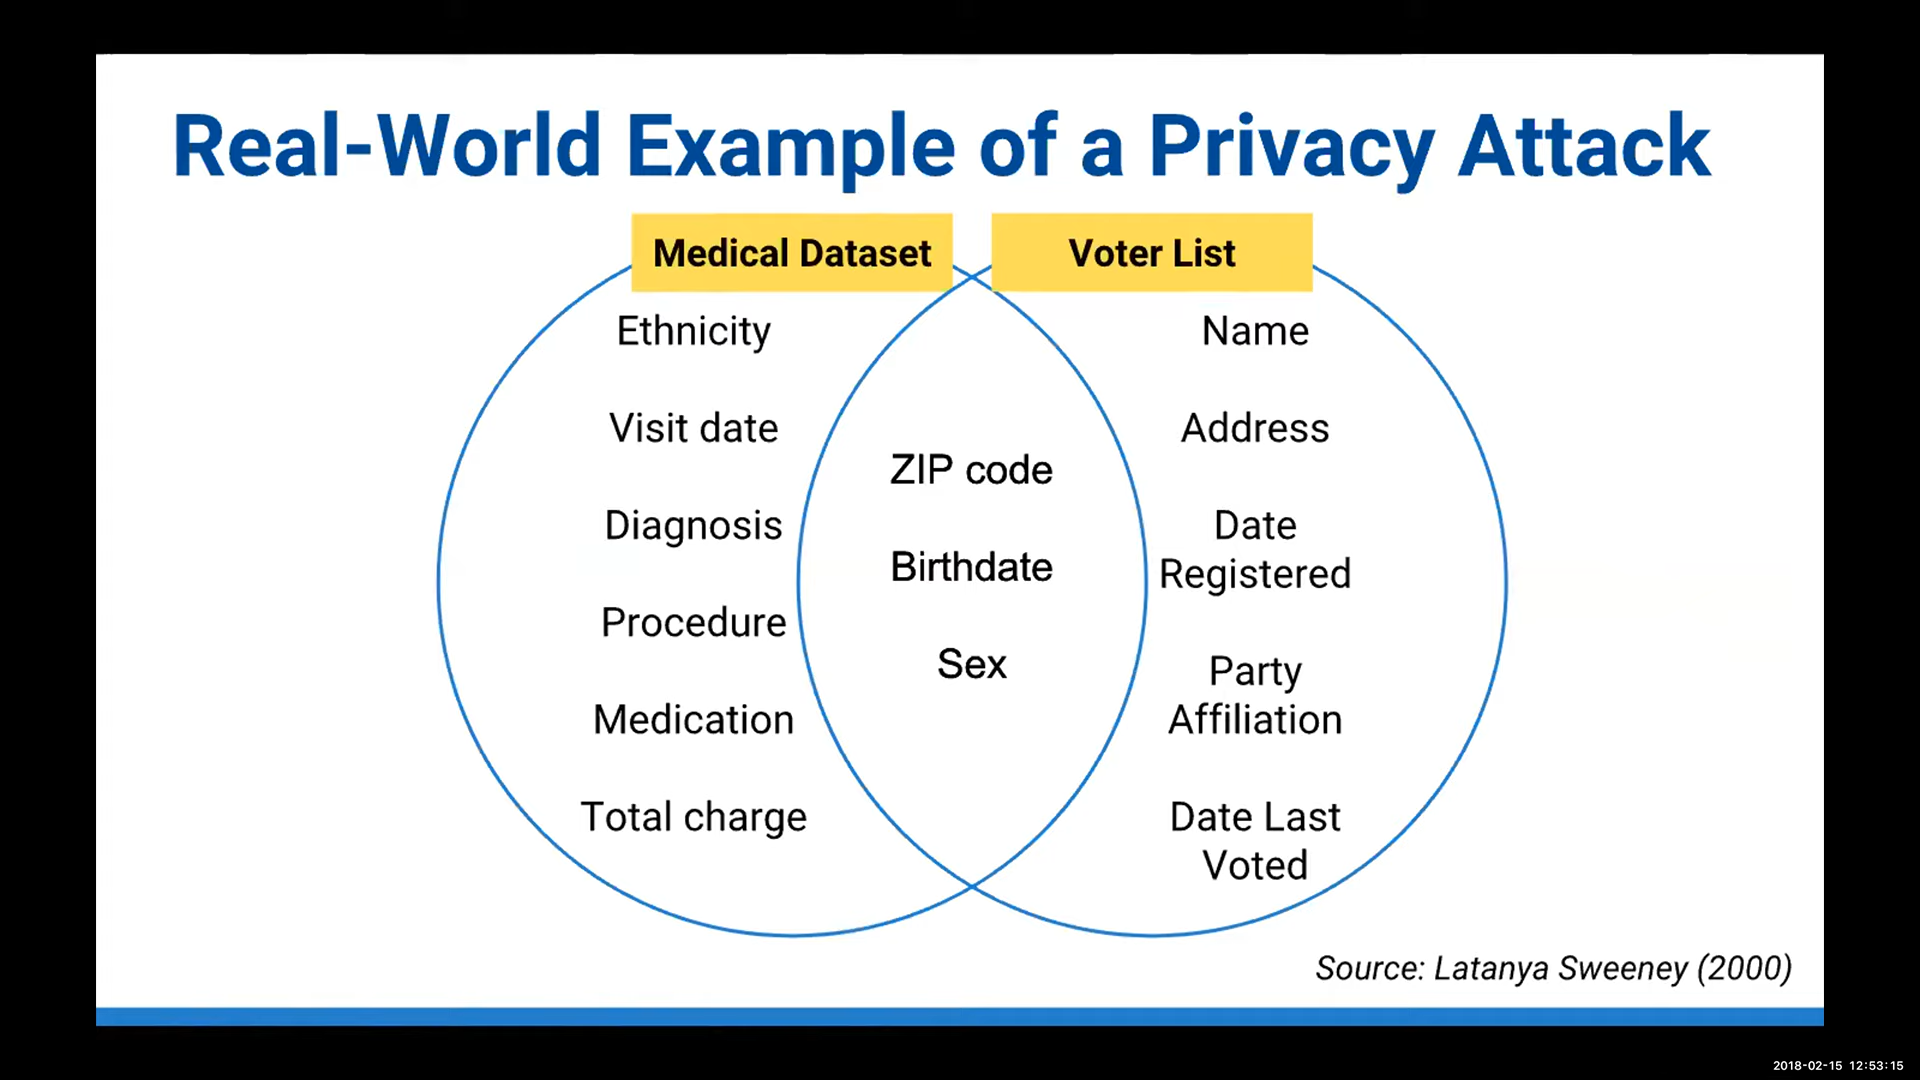 Real-World Example of a Privacy Attack
Medical Dataset
Voter List
Ethnicity
Visit date
Diagnosis
Procedure
Medication
Total charge
ZIP code
Birthdate
Sex
Name
Address
Date
Registered
Party
Affiliation
Date Last
Voted
Source: Latanya Sweeney (2000)
2018-02-15 12:53:15